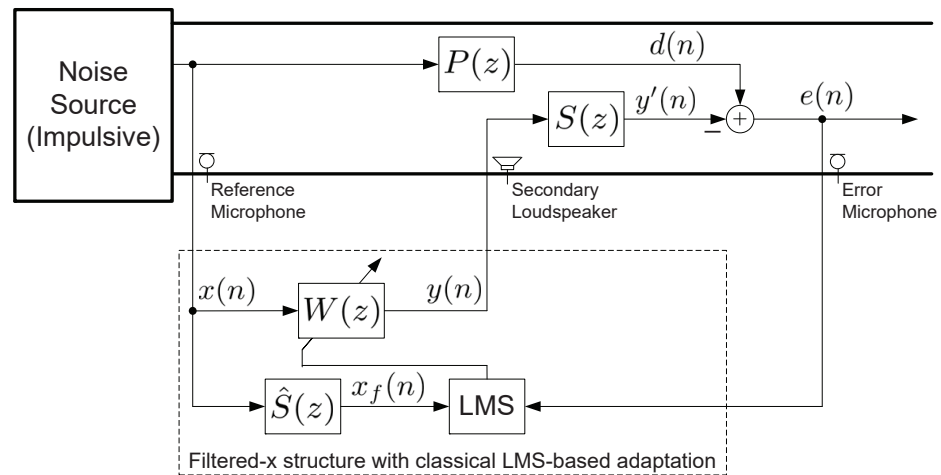 Noise
Source
(Impulsive)
P(z)
d(n)
S(z)
y′(n)
−
+
e(n)
Reference
Microphone
Secondary
Loudspeaker
Error
Microphone
x(n)
W(z)
y(n)
Ŝ(z)
x_f(n)
LMS
Filtered-x structure with classical LMS-based adaptation